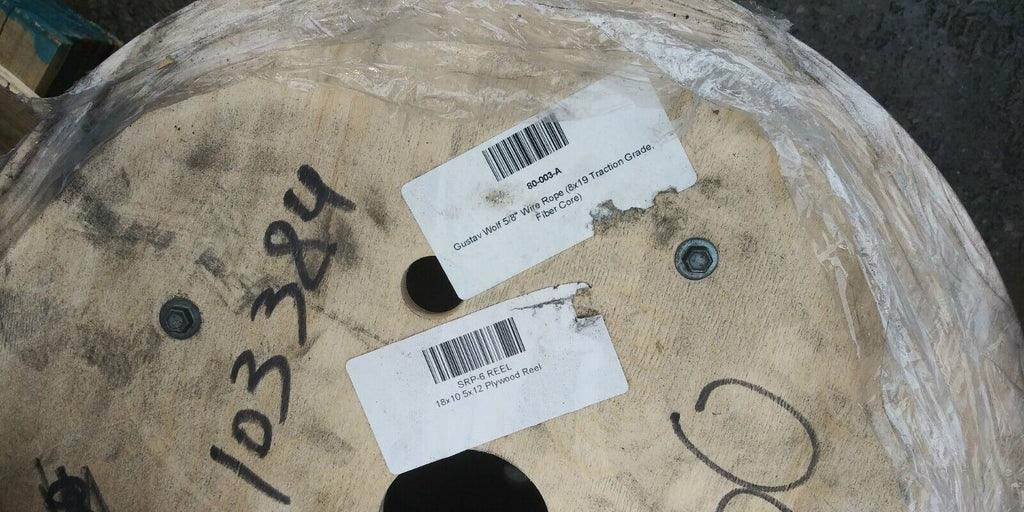 80-003-A
Gustav Wolf 5/8" Wire Rope (8x19 Traction Grade,
Fiber Core)
SRP-6 REEL
18x10.5x12 Plywood Reel
103384